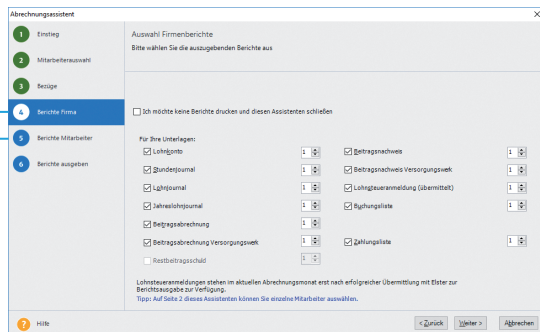 Abrechnungsassistent
1 Einstieg
2 Mitarbeiterauswahl
3 Bezüge
4 Berichte Firma
5 Berichte Mitarbeiter
6 Berichte ausgeben
Auswahl Firmenberichte
Bitte wählen Sie die auszugebenden Berichte aus
Ich möchte keine Berichte drucken und diesen Assistenten schließen
Für Ihre Unterlagen:
Lohnkonto 1
Beitragsnachweis 1
Stundenjournal 1
Beitragsnachweis Versorgungswerk 1
Lohnjournal 1
Lohnsteueranmeldung (übermittelt) 1
Jahreslohnjournal 1
Buchungsliste 1
Beitragsabrechnung 1
Beitragsabrechnung Versorgungswerk 1
Zahlungsliste 1
Restbeitragsschuld 1
Lohnsteueranmeldungen stehen im aktuellen Abrechnungsmonat erst nach erfolgreicher Übermittlung mit Elster zur
Berichtsausgabe zur Verfügung.
Tipp: Auf Seite 2 dieses Assistenten können Sie einzelne Mitarbeiter auswählen.
? Hilfe
< Zurück
Weiter >
Abbrechen